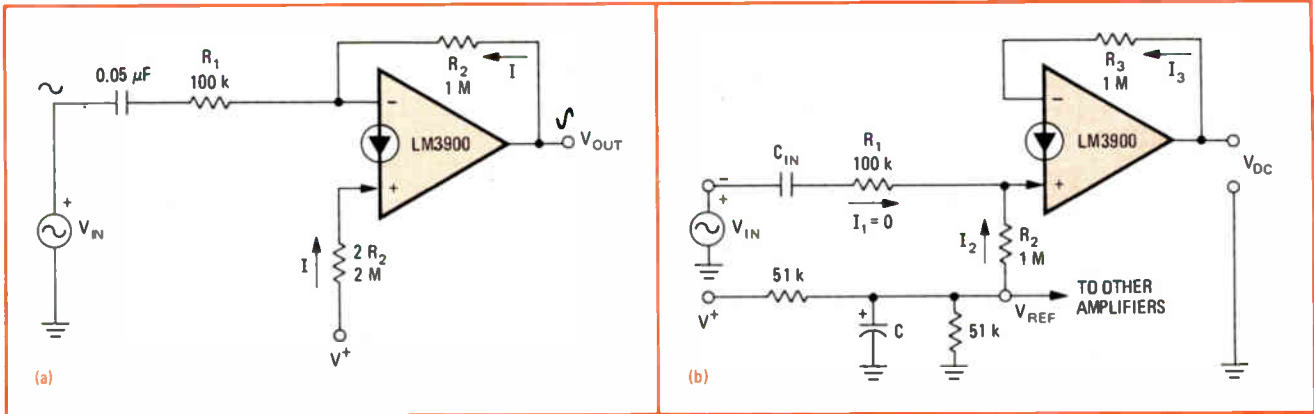 0.05 µF
R1
100 k
R2
1 M
I
−
LM3900
+
VOUT
+
VIN
I
2 R2
2 M
V+
(a)
R3
1 M
I3
−
LM3900
+
VDC
CIN
R1
100 k
I1 = 0
−
+
VIN
I2
R2
1 M
V+
51 k
+
C
51 k
VREF
TO OTHER
AMPLIFIERS
(b)